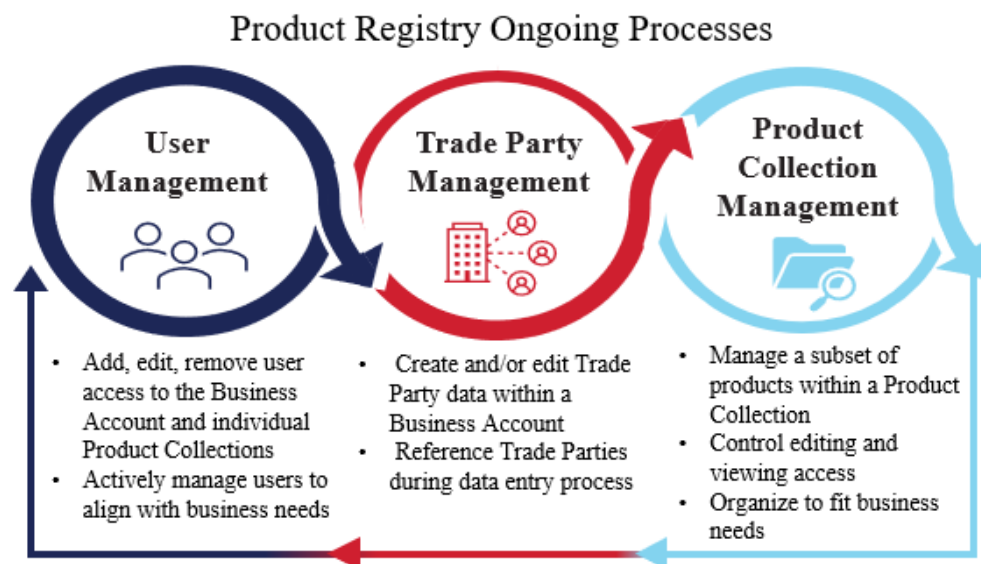 Product Registry Ongoing Processes
User
Management
• Add, edit, remove user
access to the Business
Account and individual
Product Collections
• Actively manage users to
align with business needs
Trade Party
Management
• Create and/or edit Trade
Party data within a
Business Account
• Reference Trade Parties
during data entry process
Product
Collection
Management
• Manage a subset of
products within a Product
Collection
• Control editing and
viewing access
• Organize to fit business
needs